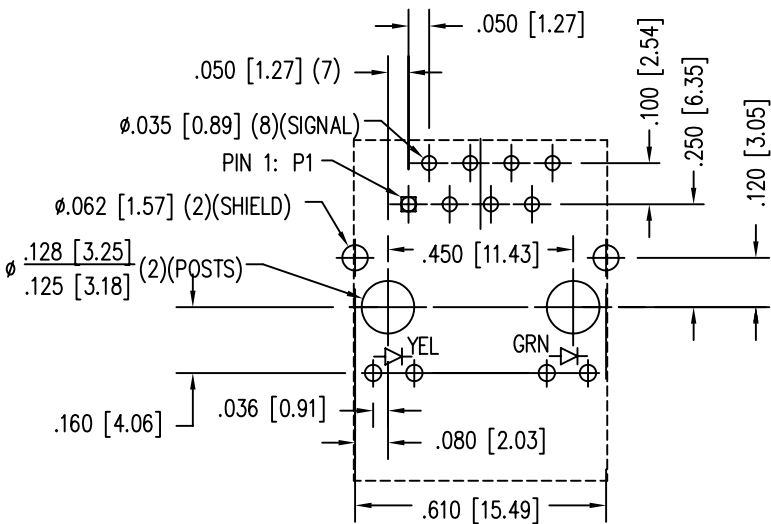 .050 [1.27]
.050 [1.27] (7)
.100 [2.54]
.250 [6.35]
.120 [3.05]
ø.035 [0.89] (8)(SIGNAL)
PIN 1: P1
ø.062 [1.57] (2)(SHIELD)
ø .128 [3.25]
.125 [3.18] (2)(POSTS)
.450 [11.43]
YEL
GRN
.036 [0.91]
.160 [4.06]
.080 [2.03]
.610 [15.49]